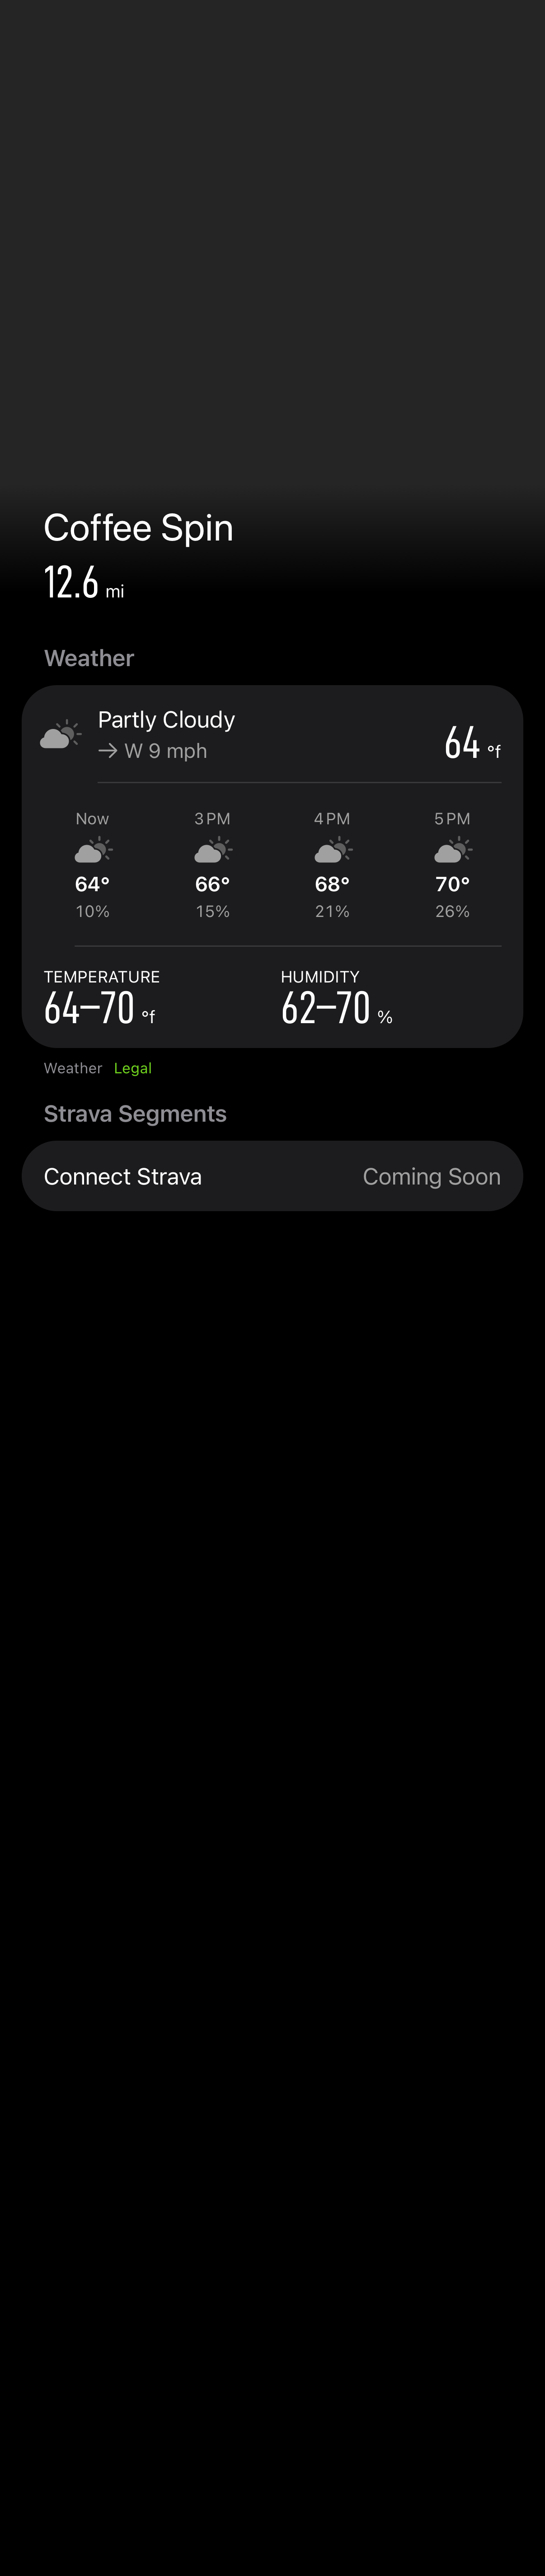 Coffee Spin
12.6 mi
Weather
Partly Cloudy
→ W 9 mph
64 °f
Now 3 PM 4 PM 5 PM
64° 66° 68° 70°
10% 15% 21% 26%
TEMPERATURE HUMIDITY
64–70 °f 62–70 %
Weather Legal
Strava Segments
Connect Strava Coming Soon